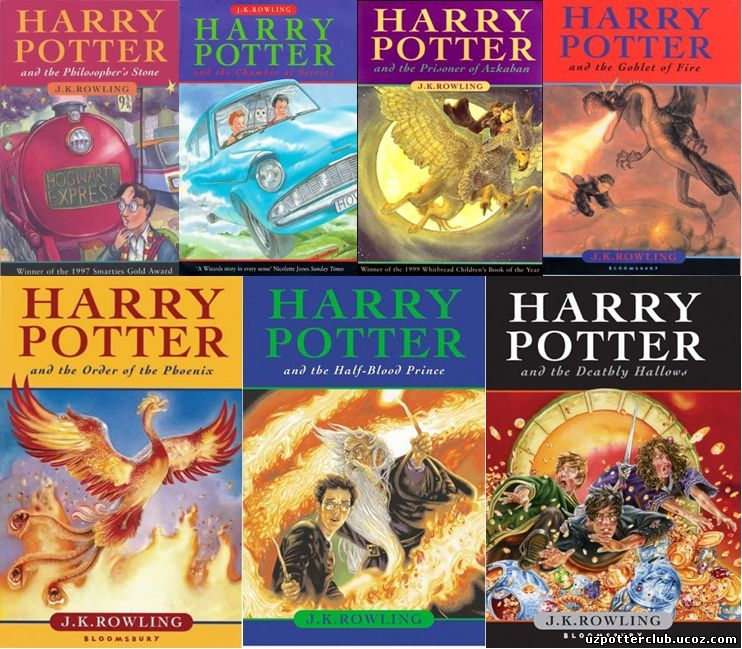 HARRY
POTTER
and the Philosopher's Stone
J.K.ROWLING
9¾
HOGWARTS
EXPRESS
Winner of the 1997 Smarties Gold Award
J.K.ROWLING
HARRY
POTTER
and the Chamber of Secrets
HO
'A Wizards story in every sense' Nicolette Jones Sunday Times
HARRY
POTTER
and the Prisoner of Azkaban
J.K.ROWLING
Winner of the 1999 Whitbread Children's Book of the Year
HARRY
POTTER
and the Goblet of Fire
J.K.ROWLING
BLOOMSBURY
HARRY
POTTER
and the Order of the Phoenix
J.K.ROWLING
BLOOMSBURY
HARRY
POTTER
and the Half-Blood Prince
J.K.ROWLING
HARRY
POTTER
and the Deathly Hallows
J.K.ROWLING
BLOOMSBURY
uzpotterclub.ucoz.com